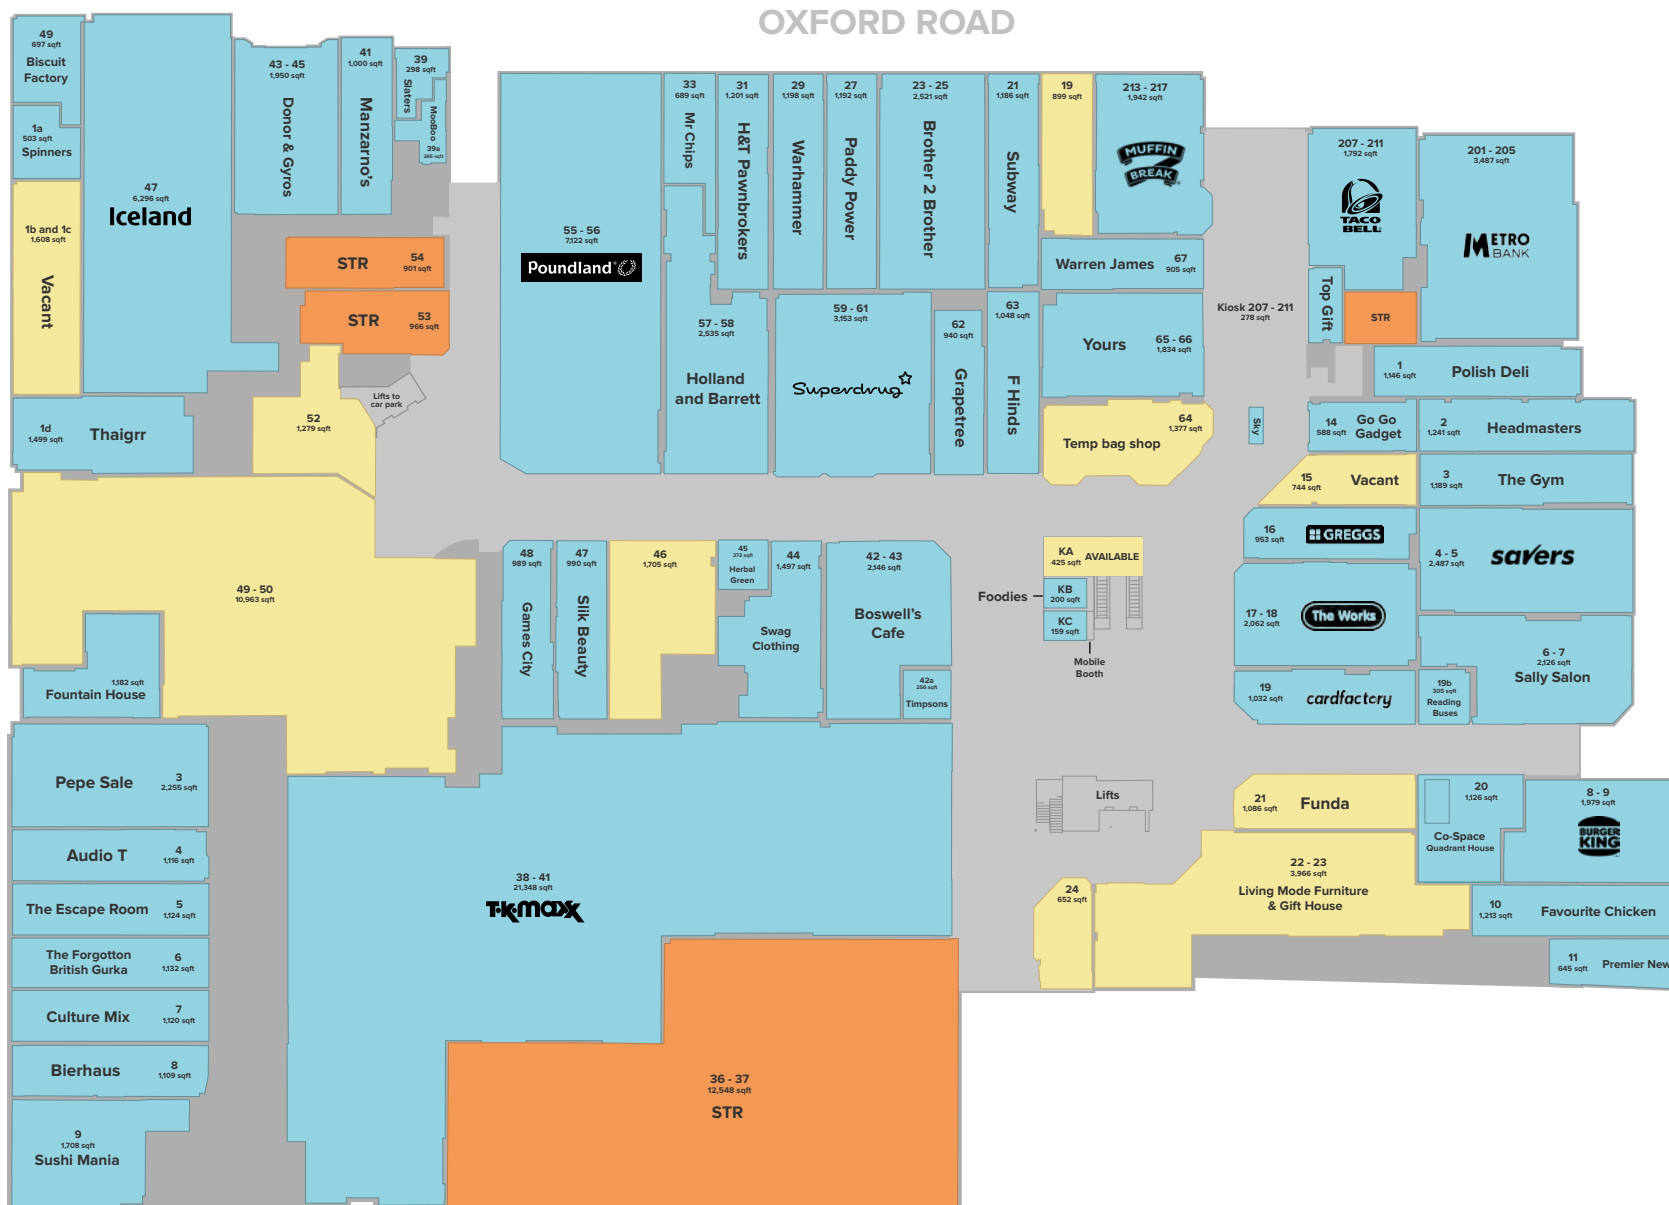 OXFORD ROAD
49
697 sqft
Biscuit
Factory
1a
503 sqft
Spinners
1b and 1c
1,608 sqft
Vacant
1d
1,499 sqft
Thaigrr
47
6,296 sqft
Iceland
43 - 45
1,950 sqft
Donor & Gyros
41
1,000 sqft
Manzarno's
39
298 sqft
Slaters
MooBoo
39a
265 sqft
STR
54
901 sqft
STR
53
966 sqft
52
1,279 sqft
Lifts to
car park
55 - 56
7,122 sqft
Poundland
33
689 sqft
Mr Chips
31
1,201 sqft
H&T Pawnbrokers
29
1,198 sqft
Warhammer
27
1,192 sqft
Paddy Power
23 - 25
2,521 sqft
Brother 2 Brother
21
1,186 sqft
Subway
19
899 sqft
213 - 217
1,942 sqft
MUFFIN
BREAK
57 - 58
2,535 sqft
Holland
and Barrett
59 - 61
3,153 sqft
Superdrug
62
940 sqft
Grapetree
63
1,048 sqft
F Hinds
Warren James
67
905 sqft
Yours
65 - 66
1,834 sqft
64
1,377 sqft
Temp bag shop
Kiosk 207 - 211
278 sqft
Sky
207 - 211
1,792 sqft
TACO
BELL
Top Gift
STR
201 - 205
3,487 sqft
METRO
BANK
1
1,146 sqft
Polish Deli
14
588 sqft
Go Go
Gadget
2
1,241 sqft
Headmasters
15
744 sqft
Vacant
3
1,189 sqft
The Gym
16
953 sqft
GREGGS
4 - 5
2,487 sqft
savers
17 - 18
2,062 sqft
The Works
6 - 7
2,126 sqft
Sally Salon
19
1,032 sqft
cardfactory
19b
305 sqft
Reading
Buses
49 - 50
10,963 sqft
1,182 sqft
Fountain House
48
989 sqft
Games City
47
990 sqft
Slik Beauty
46
1,705 sqft
45
272 sqft
Herbal
Green
44
1,497 sqft
Swag
Clothing
42 - 43
2,146 sqft
Boswell's
Cafe
42a
256 sqft
Timpsons
KA
425 sqft
AVAILABLE
Foodies
KB
200 sqft
KC
159 sqft
Mobile
Booth
Lifts
Pepe Sale
3
2,255 sqft
Audio T
4
1,116 sqft
The Escape Room
5
1,124 sqft
The Forgotton
British Gurka
6
1,132 sqft
Culture Mix
7
1,120 sqft
Bierhaus
8
1,109 sqft
9
1,708 sqft
Sushi Mania
38 - 41
21,348 sqft
T·K·maxx
36 - 37
12,548 sqft
STR
21
1,086 sqft
Funda
20
1,126 sqft
Co-Space
Quadrant House
8 - 9
1,979 sqft
BURGER
KING
22 - 23
3,966 sqft
Living Mode Furniture
& Gift House
24
652 sqft
10
1,213 sqft
Favourite Chicken
11
645 sqft
Premier New